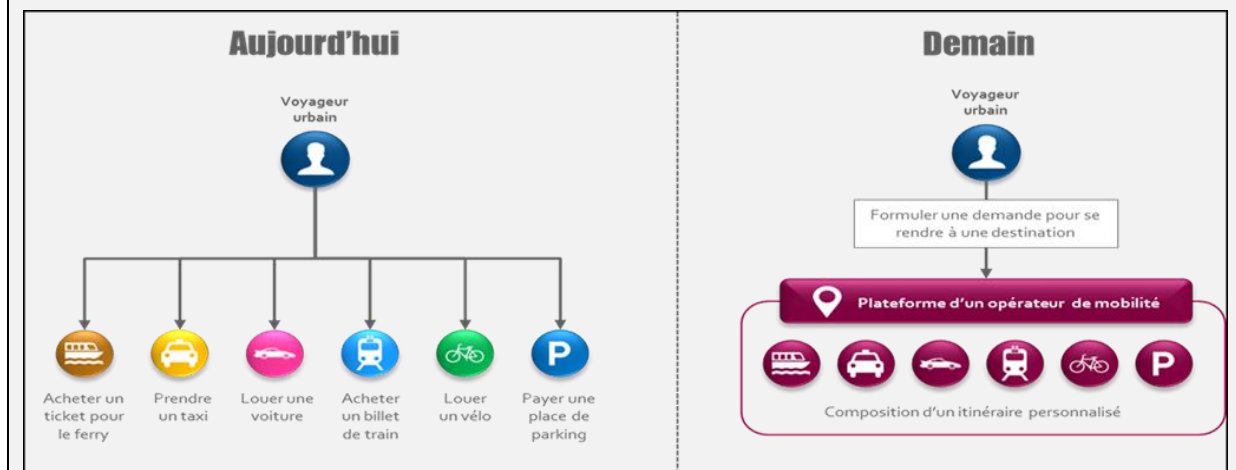 Aujourd'hui
Voyageur
urbain
Acheter un
ticket pour
le ferry
Prendre
un taxi
Louer une
voiture
Acheter
un billet
de train
Louer
un vélo
P
Payer une
place de
parking
Demain
Voyageur
urbain
Formuler une demande pour se
rendre à une destination
Plateforme d'un opérateur de mobilité
P
Composition d'un itinéraire personnalisé